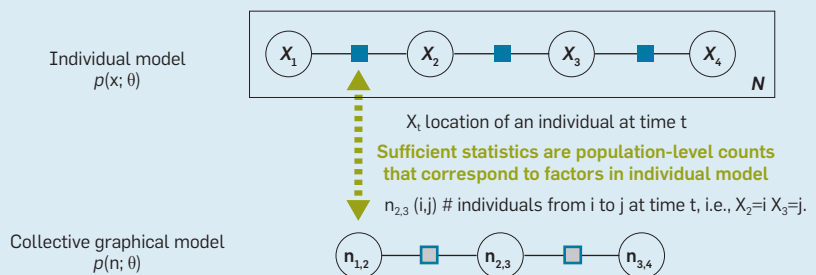 Individual model
p(x; θ)
X₁ X₂ X₃ X₄
N
Xₜ location of an individual at time t
Sufficient statistics are population-level counts
that correspond to factors in individual model
n₂,₃ (i,j) # individuals from i to j at time t, i.e., X₂=i X₃=j.
Collective graphical model
p(n; θ)
n₁,₂ n₂,₃ n₃,₄